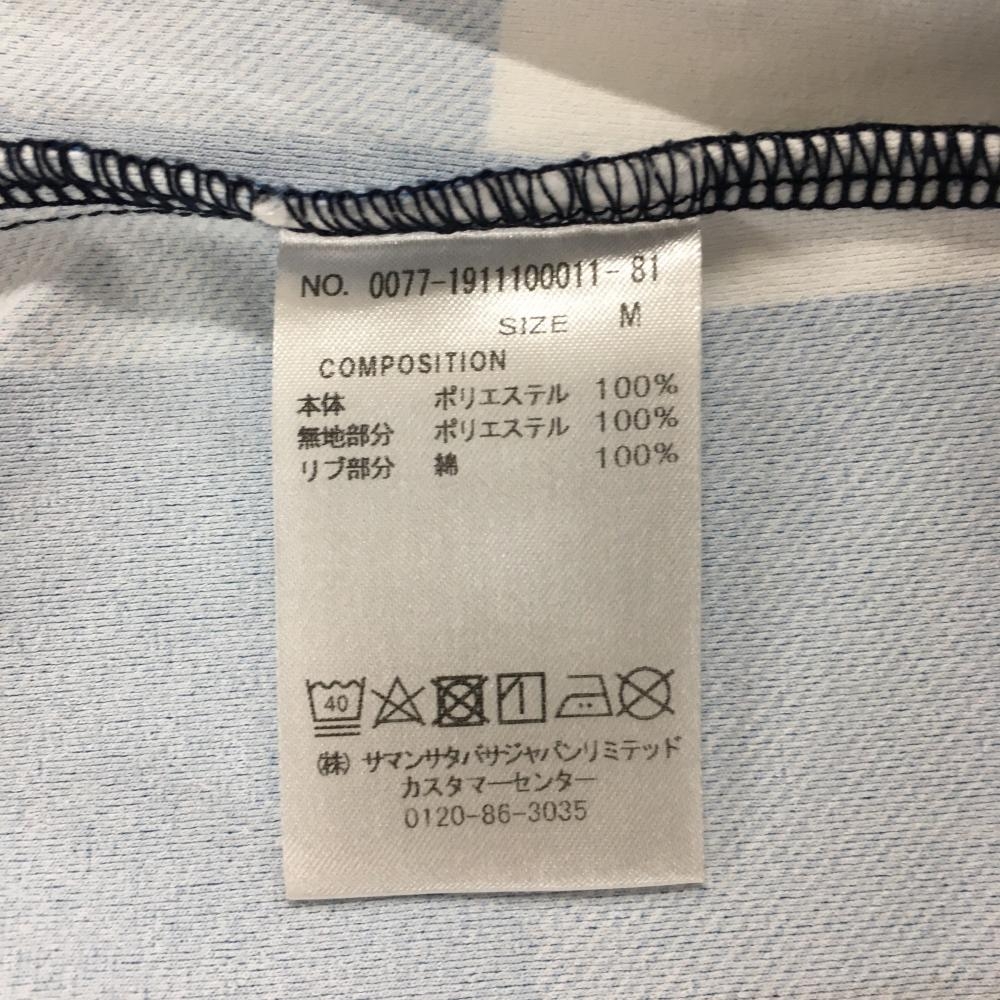 NO. 0077-1911100011-81
SIZE M
COMPOSITION
本体 ポリエステル 100%
無地部分 ポリエステル 100%
リブ部分 綿 100%
40
(株) サマンサタバサジャパンリミテッド
カスタマーセンター
0120-86-3035